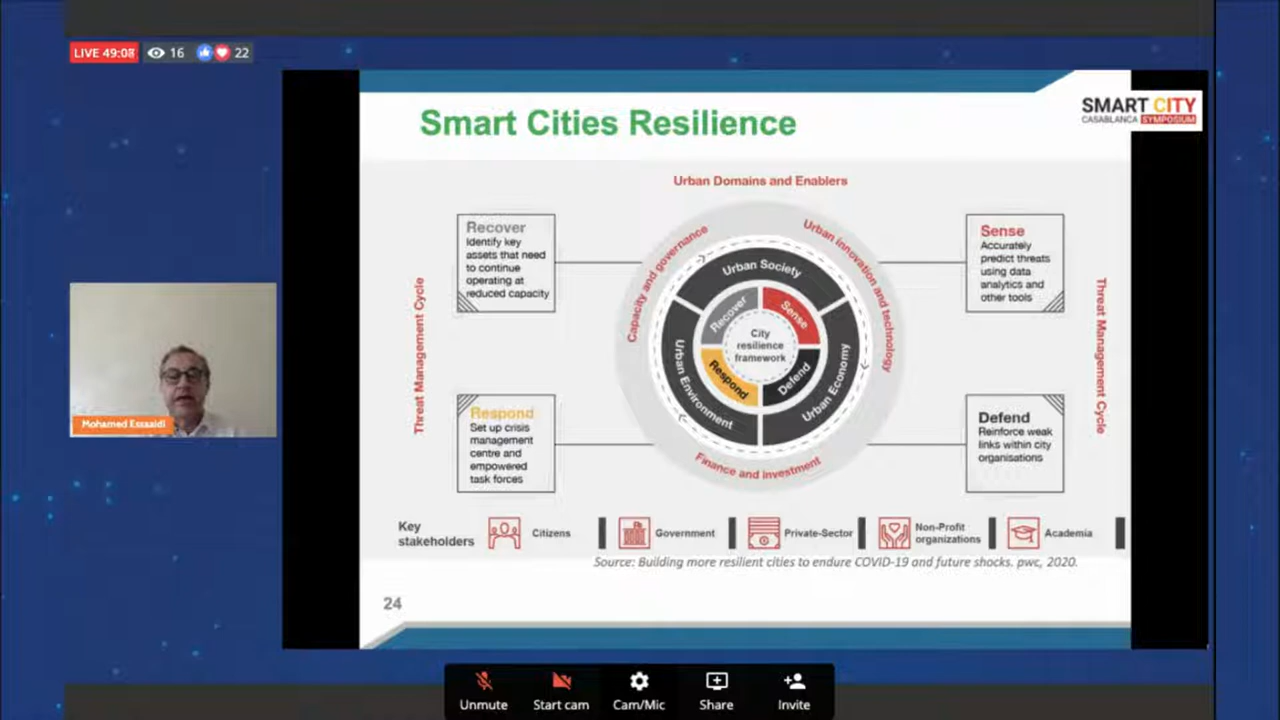 LIVE 49:08 16 22
SMART CITY
CASABLANCA SYMPOSIUM
Smart Cities Resilience
Urban Domains and Enablers
Recover
Identify key
assets that need
to continue
operating at
reduced capacity
Sense
Accurately
predict threats
using data
analytics and
other tools
Threat Management Cycle
Capacity and governance
Urban innovation and technology
Finance and investment
Urban Society
Urban Economy
Urban Environment
Recover
Sense
Defend
Respond
City
resilience
framework
Threat Management Cycle
Respond
Set up crisis
management
centre and
empowered
task forces
Defend
Reinforce weak
links within city
organisations
Mohamed Essaaidi
Key
stakeholders
Citizens
Government
Private-Sector
Non-Profit
organizations
Academia
Source: Building more resilient cities to endure COVID-19 and future shocks. pwc, 2020.
24
Unmute
Start cam
Cam/Mic
Share
Invite